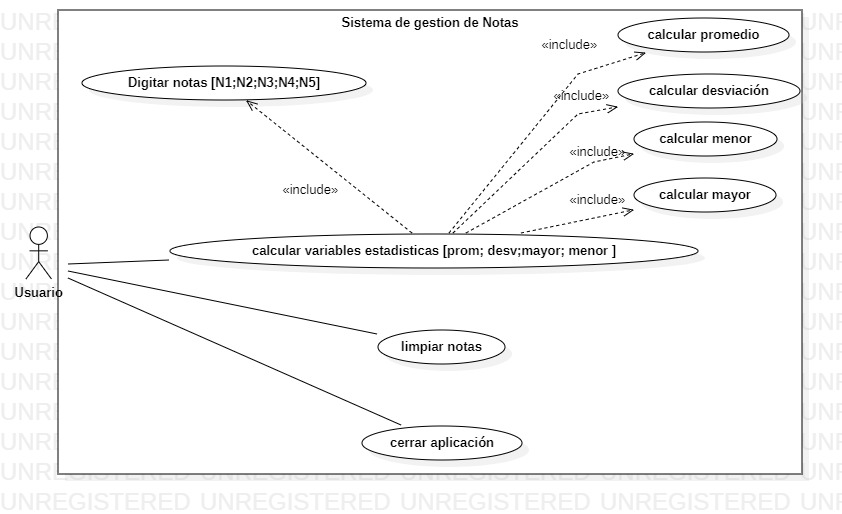 Sistema de gestion de Notas
calcular promedio
«include»
Digitar notas [N1;N2;N3;N4;N5]
calcular desviación
«include»
calcular menor
«include»
«include»
calcular mayor
«include»
calcular variables estadisticas [prom; desv;mayor; menor ]
Usuario
limpiar notas
cerrar aplicación
UNREGISTERED UNREGISTERED UNREGISTERED UNREGISTERED UNR